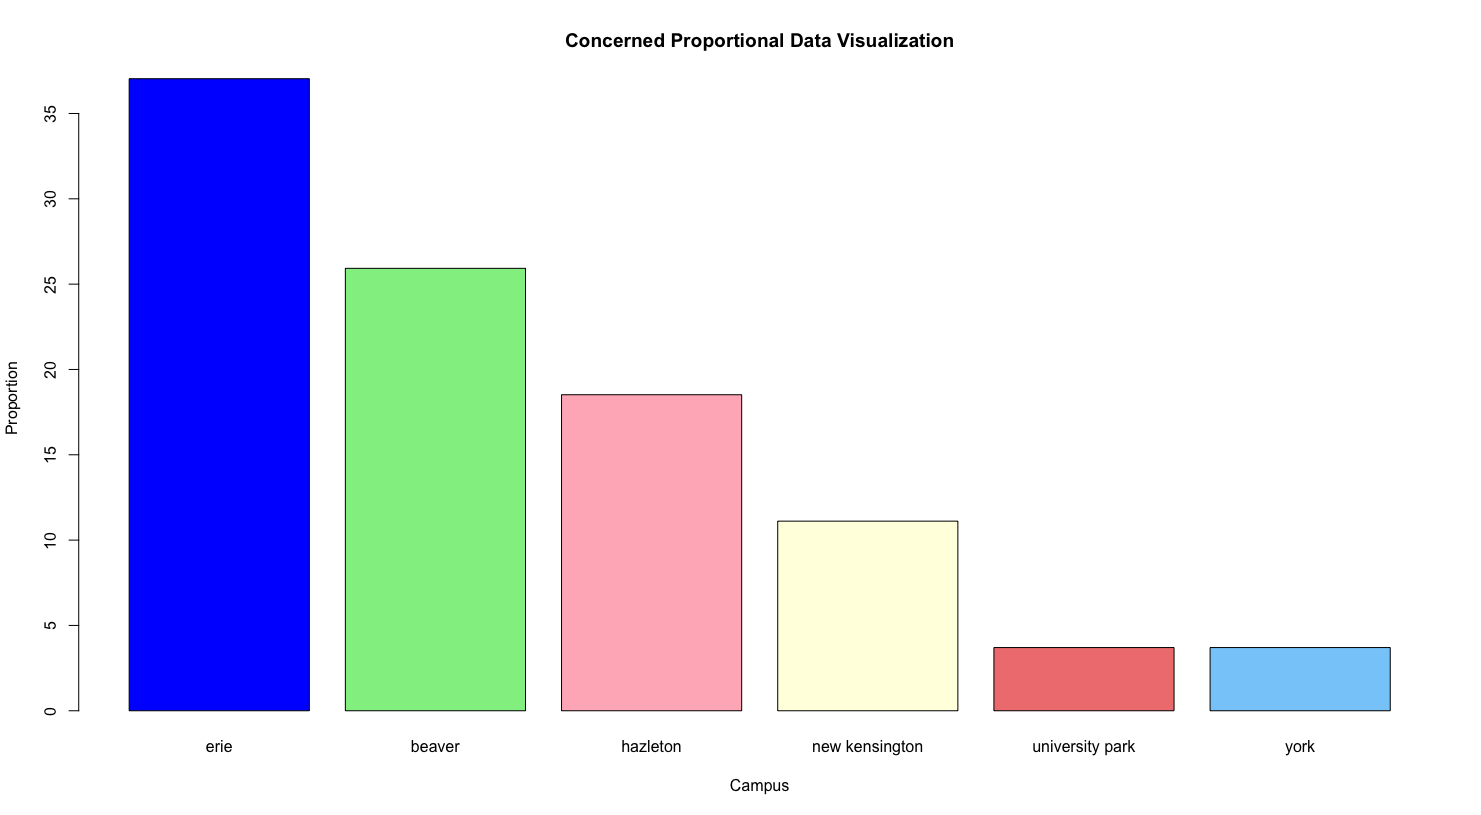 Concerned Proportional Data Visualization
35
30
25
20
15
10
5
0
Proportion
erie
beaver
hazleton
new kensington
university park
york
Campus